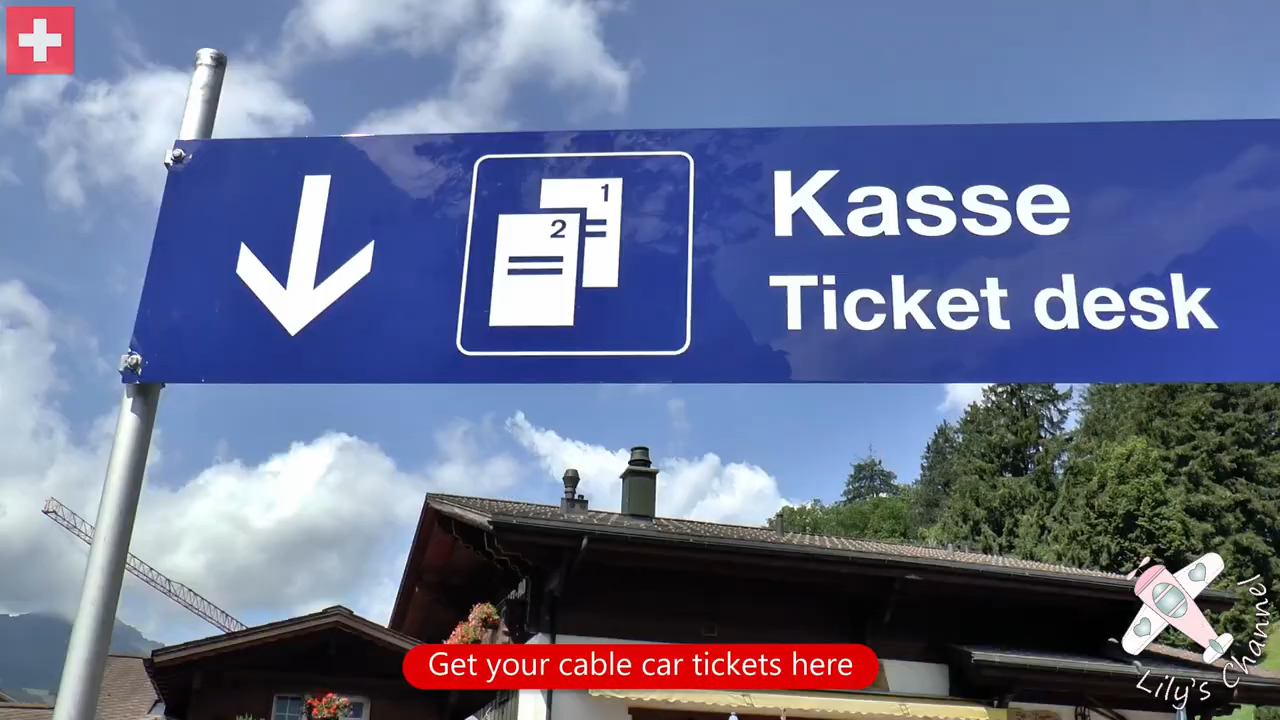 1
2
Kasse
Ticket desk
Get your cable car tickets here
Lily's Channel